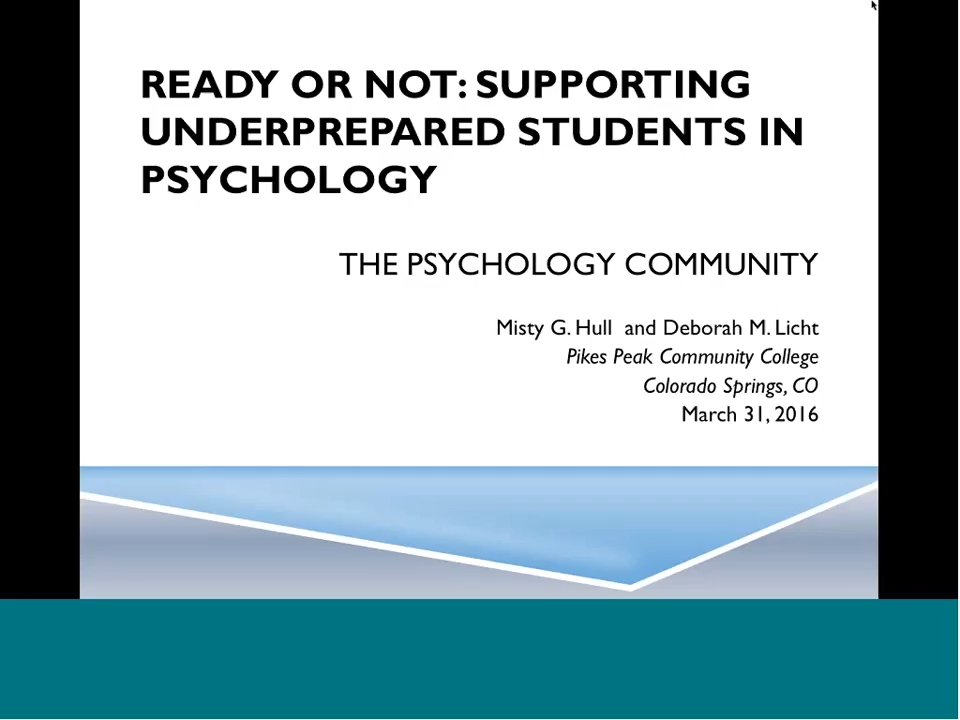 READY OR NOT: SUPPORTING
UNDERPREPARED STUDENTS IN
PSYCHOLOGY
THE PSYCHOLOGY COMMUNITY
Misty G. Hull and Deborah M. Licht
Pikes Peak Community College
Colorado Springs, CO
March 31, 2016